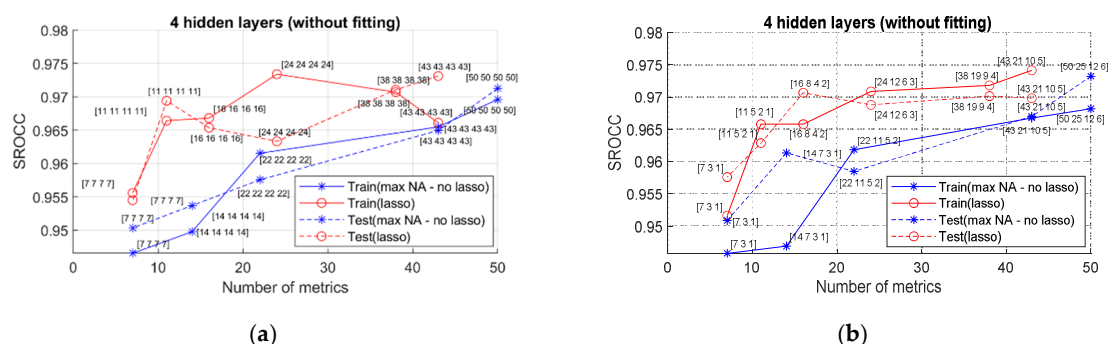 4 hidden layers (without fitting)
0.98
0.975
0.97
0.965
0.96
0.955
0.95
SROCC
0
10
20
30
40
50
Number of metrics
[7 7 7 7]
[11 11 11 11]
[16 16 16 16]
[16 16 16 16]
[24 24 24 24]
[24 24 24 24]
[38 38 38 38]
[38 38 38 38]
[43 43 43 43]
[43 43 43 43]
[43 43 43 43]
[43 43 43 43]
[50 50 50 50]
[50 50 50 50]
[22 22 22 22]
[22 22 22 22]
[7 7 7 7]
[7 7 7 7]
[14 14 14 14]
[7 7 7 7]
Train(max NA - no lasso)
Train(lasso)
Test(max NA - no lasso)
Test(lasso)
(a)
4 hidden layers (without fitting)
0.98
0.975
0.97
0.965
0.96
0.955
0.95
SROCC
0
10
20
30
40
50
Number of metrics
[7 3 1]
[11 5 2 1]
[11 5 2 1]
[16 8 4 2]
[16 8 4 2]
[24 12 6 3]
[24 12 6 3]
[38 19 9 4]
[38 19 9 4]
[43 21 10 5]
[43 21 10 5]
[43 21 10 5]
[43 21 10 5]
[50 25 12 6]
[50 25 12 6]
[14 7 3 1]
[22 11 5 2]
[22 11 5 2]
[7 3 1]
[7 3 1]
[14 7 3 1]
Train(max NA - no lasso)
Train(lasso)
Test(max NA - no lasso)
Test(lasso)
(b)